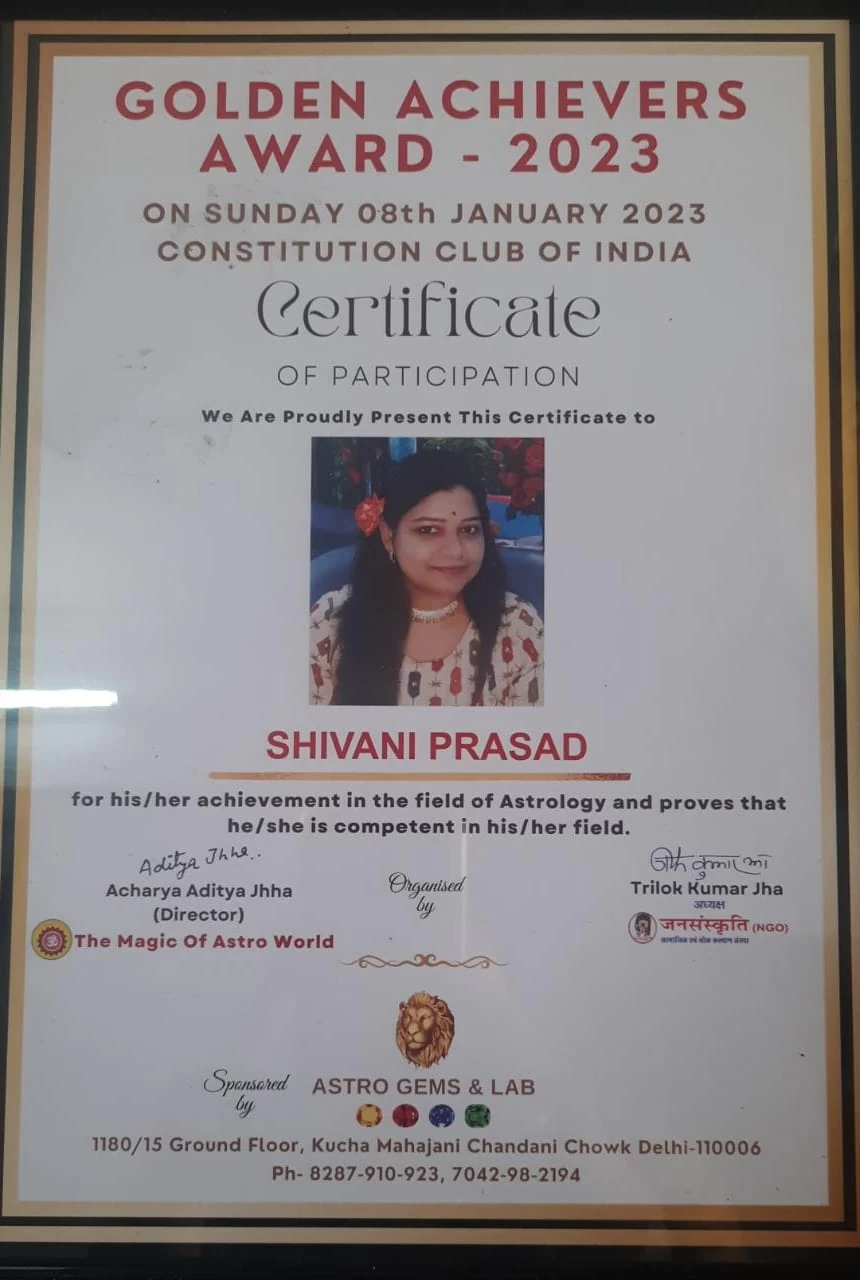 GOLDEN ACHIEVERS
AWARD - 2023
ON SUNDAY 08th JANUARY 2023
CONSTITUTION CLUB OF INDIA
Certificate
OF PARTICIPATION
We Are Proudly Present This Certificate to
SHIVANI PRASAD
for his/her achievement in the field of Astrology and proves that
he/she is competent in his/her field.
Aditya Jhha..
Acharya Aditya Jhha
(Director)
The Magic Of Astro World
Organised
by
Trilok Kumar Jha
अध्यक्ष
जनसंस्कृति (NGO)
सामाजिक एवं लोक कल्याण संस्था
Sponsored
by
ASTRO GEMS & LAB
1180/15 Ground Floor, Kucha Mahajani Chandani Chowk Delhi-110006
Ph- 8287-910-923, 7042-98-2194